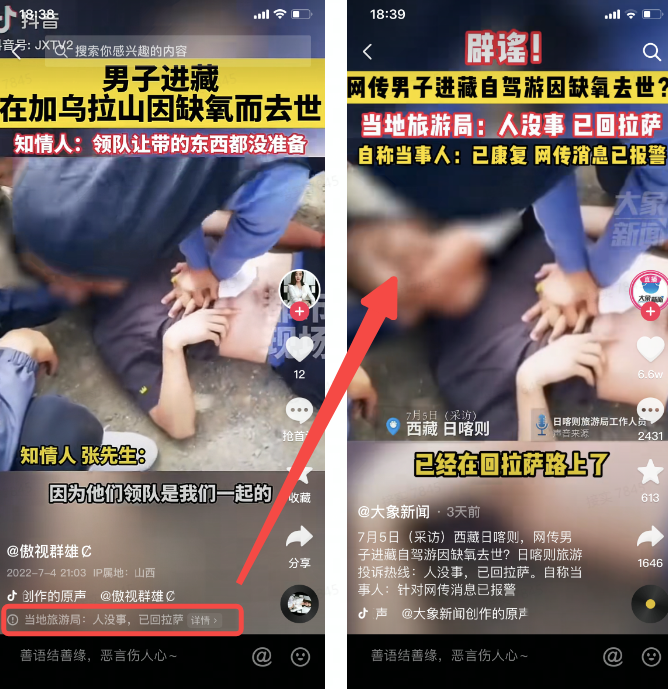 18:38
抖音
抖音号: JXTV2
搜索你感兴趣的内容
男子进藏
在加乌拉山因缺氧而去世
知情人：领队让带的东西都没准备
都市
现场
12
抢首
知情人 张先生：
因为他们领队是我们一起的
收藏
@傲视群雄
分享
2022-7-4 21:03 IP属地：山西
创作的原声 @傲视群雄
当地旅游局：人没事，已回拉萨 详情 >
善语结善缘，恶言伤人心~
@
18:39
辟谣！
网传男子进藏自驾游因缺氧去世？
当地旅游局：人没事 已回拉萨
自称当事人：已康复 网传消息已报警
大象
新闻
直播
大象新闻
6.6w
7月5日（采访）
西藏 日喀则
日喀则旅游局工作人员
声音来源
2431
已经在回拉萨路上了
613
@大象新闻 · 3天前
7月5日（采访）西藏日喀则，网传男
子进藏自驾游因缺氧去世？日喀则旅游
投诉热线：人没事，已回拉萨。自称当
事人：针对网传消息已报警
1646
声 @大象新闻创作的原声
善语结善缘，恶言伤人心~
@